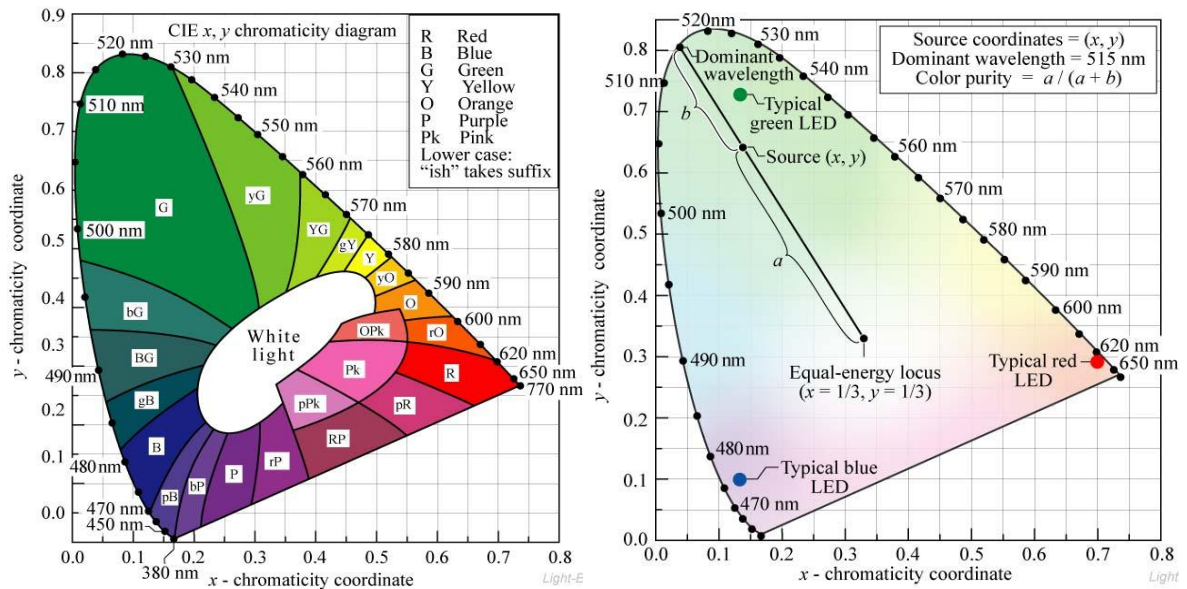 CIE x, y chromaticity diagram
R Red
B Blue
G Green
Y Yellow
O Orange
P Purple
Pk Pink
Lower case:
“ish” takes suffix
0.9
0.8
0.7
0.6
0.5
0.4
0.3
0.2
0.1
0.0
y - chromaticity coordinate
520 nm
530 nm
510 nm
540 nm
550 nm
560 nm
570 nm
500 nm
580 nm
590 nm
600 nm
490 nm
620 nm
650 nm
770 nm
480 nm
470 nm
450 nm
380 nm
G
yG
YG
gY
Y
yO
O
bG
White
light
OPk
rO
BG
Pk
R
gB
pPk
pR
B
RP
pB
bP
P
rP
0.0 0.1 0.2 0.3 0.4 0.5 0.6 0.7 0.8
x - chromaticity coordinate
Light-E
520nm
530 nm
Source coordinates = (x, y)
Dominant wavelength = 515 nm
Color purity = a / (a + b)
0.8
Dominant
wavelength
540 nm
510 nm
0.7
b
Typical
green LED
Source (x, y)
560 nm
0.6
570 nm
500 nm
580 nm
0.5
a
590 nm
0.4
600 nm
0.3
490 nm
620 nm
650 nm
Typical red
LED
Equal-energy locus
(x = 1/3, y = 1/3)
0.2
480 nm
Typical blue
LED
0.1
470 nm
0.0
y - chromaticity coordinate
0.0 0.1 0.2 0.3 0.4 0.5 0.6 0.7 0.8
x - chromaticity coordinate
Light